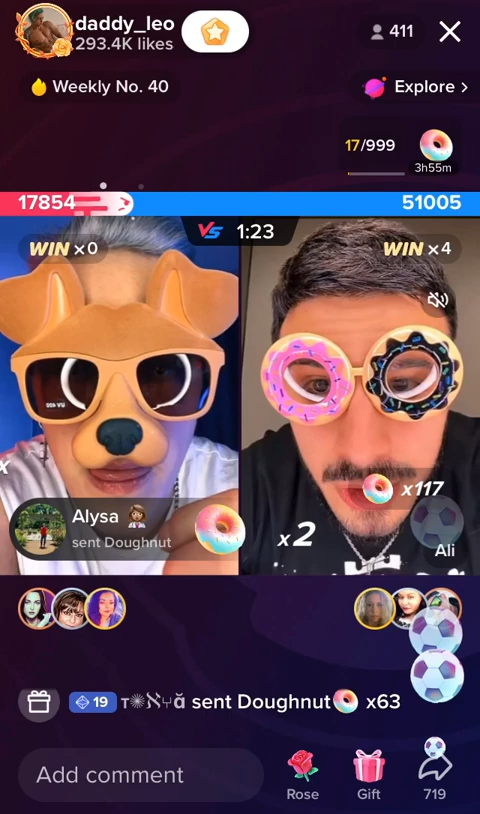 daddy_leo
293.4K likes
411
Weekly No. 40
Explore >
17/999
3h55m
17854
51005
VS 1:23
WIN x0
WIN x4
x
x117
Alysa
sent Doughnut
x2
Ali
19
sent Doughnut x63
Add comment
Rose
Gift
719